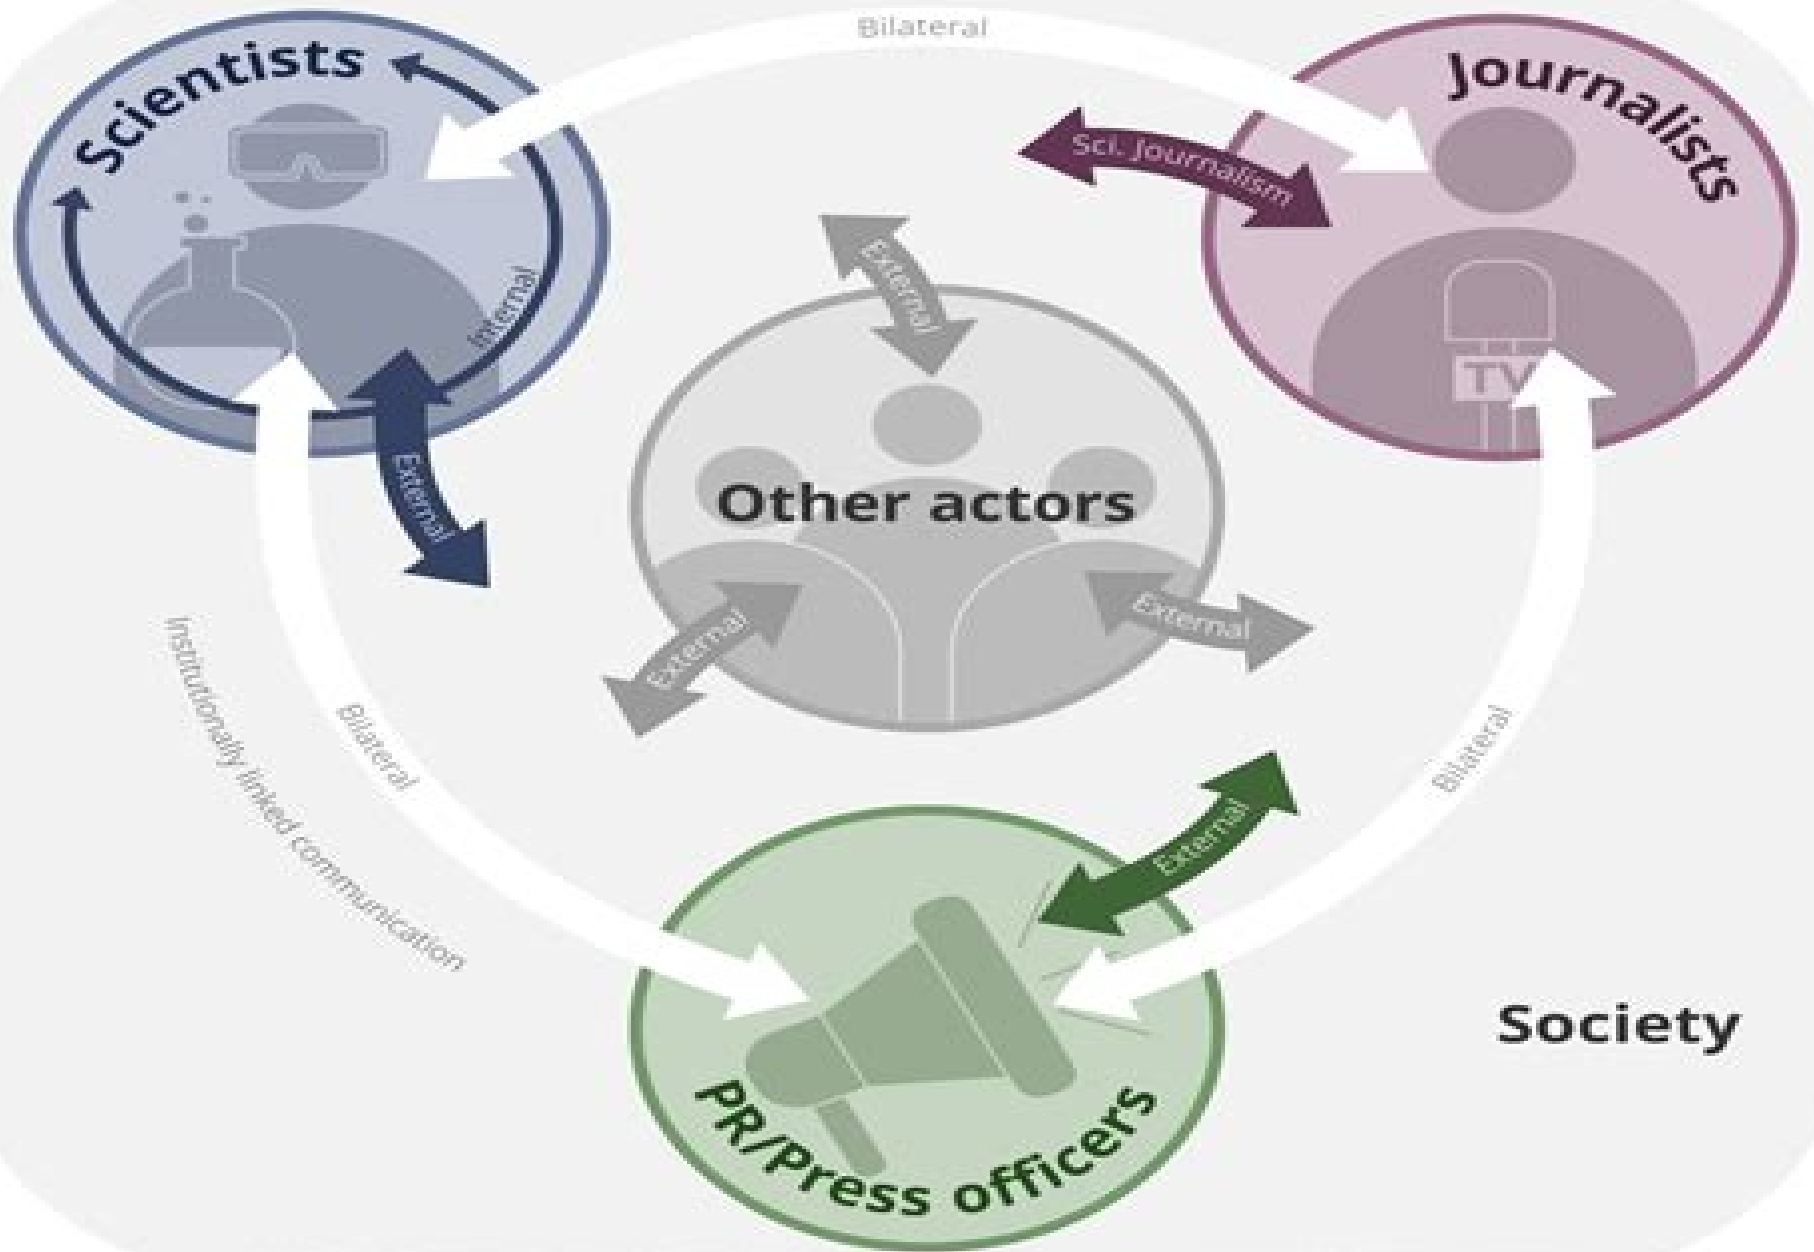 Bilateral
Scientists
Journalists
Sci. Journalism
External
Internal
TV
External
Other actors
External
External
Institutionally linked communication
Bilateral
Bilateral
External
Society
PR/Press officers